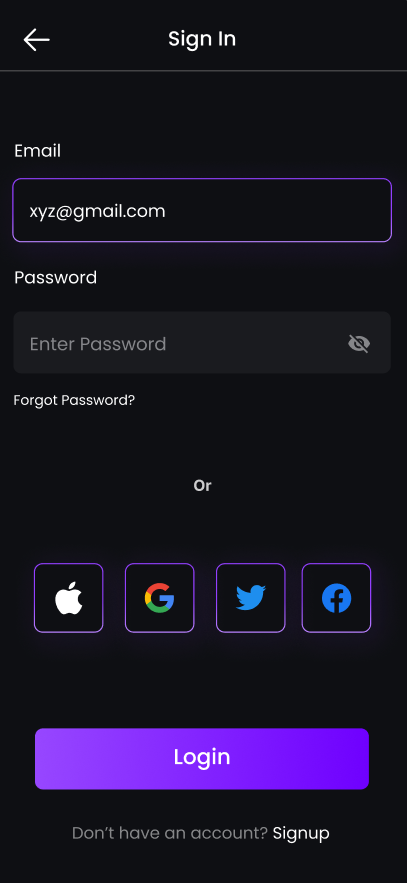 Sign In
Email
xyz@gmail.com
Password
Enter Password
Forgot Password?
Or
Login
Don’t have an account? Signup